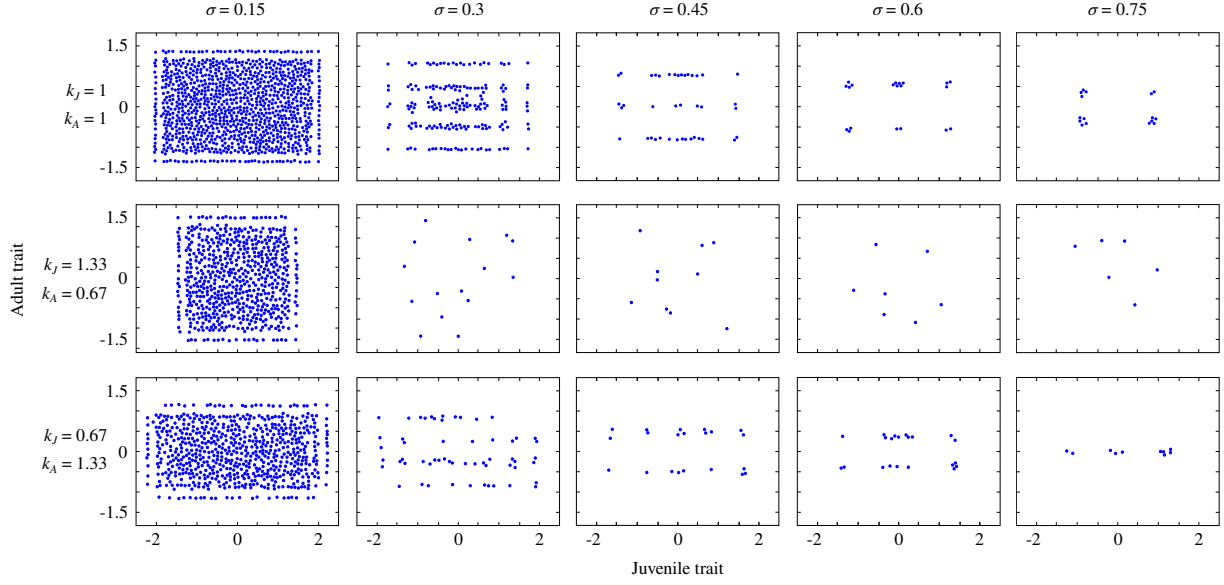 σ = 0.15 σ = 0.3 σ = 0.45 σ = 0.6 σ = 0.75
1.5
k_J = 1
0
k_A = 1
-1.5
1.5
k_J = 1.33
0
k_A = 0.67
-1.5
Adult trait
1.5
k_J = 0.67
0
k_A = 1.33
-1.5
-2 0 2 -2 0 2 -2 0 2 -2 0 2 -2 0 2
Juvenile trait